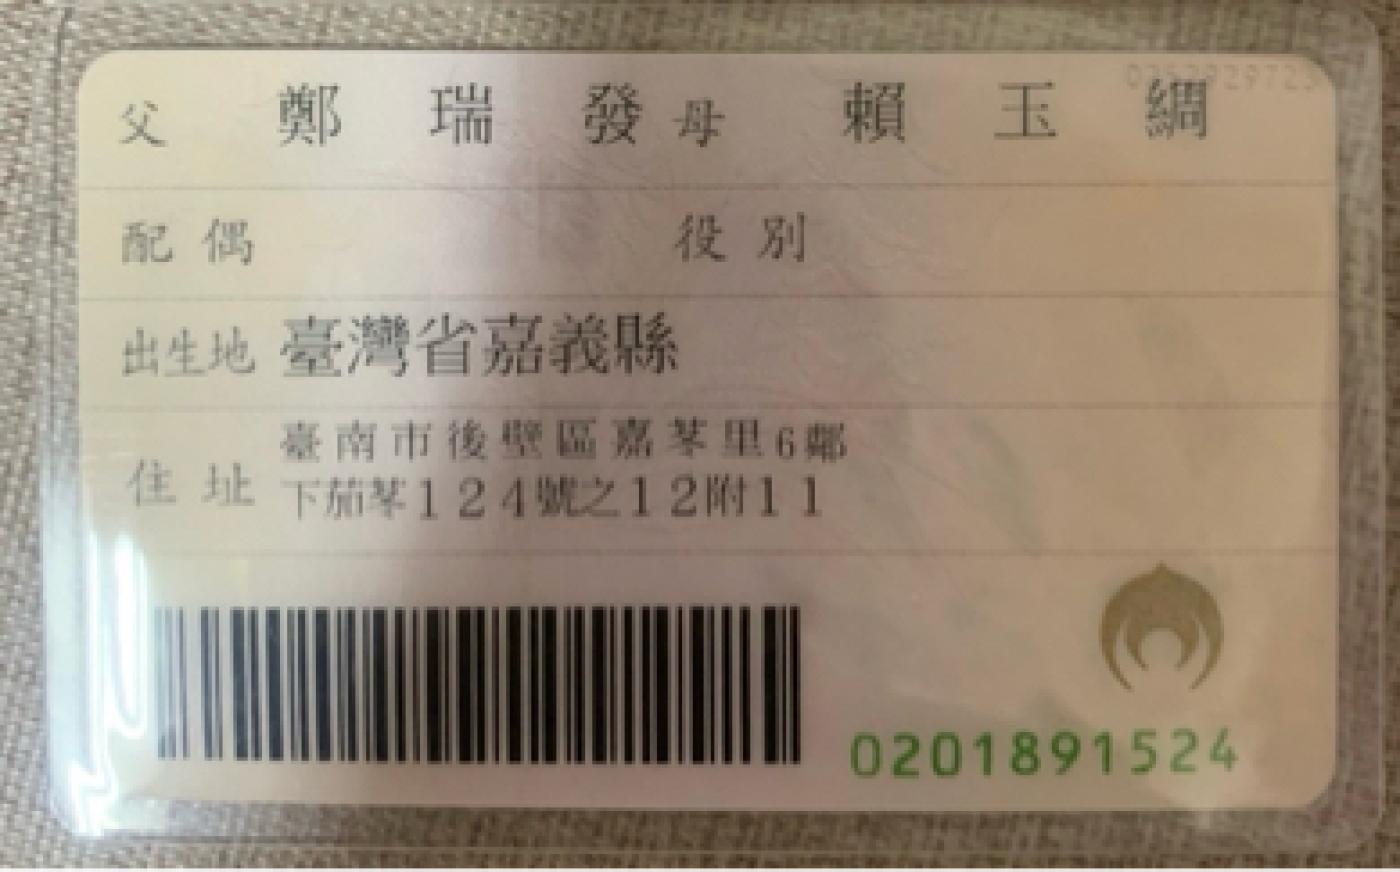 父 鄭瑞發 母 賴玉綢
配偶 役別
出生地 臺灣省嘉義縣
住址 臺南市後壁區嘉苳里6鄰
下茄苳124號之12附11
0201891524